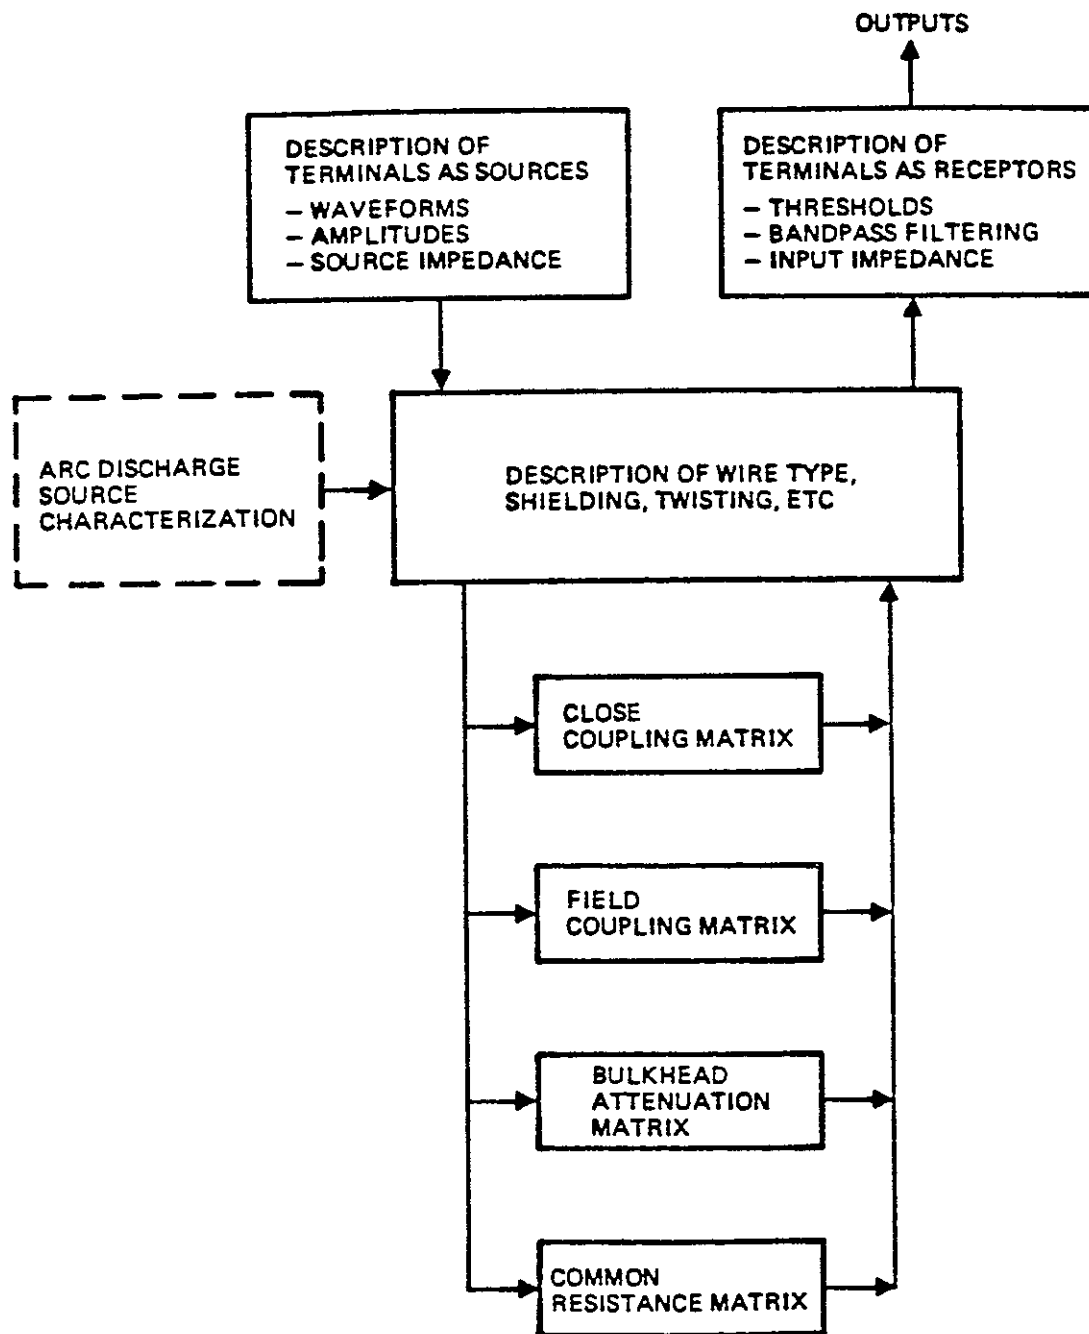 OUTPUTS
DESCRIPTION OF
TERMINALS AS SOURCES
– WAVEFORMS
– AMPLITUDES
– SOURCE IMPEDANCE
DESCRIPTION OF
TERMINALS AS RECEPTORS
– THRESHOLDS
– BANDPASS FILTERING
– INPUT IMPEDANCE
ARC DISCHARGE
SOURCE
CHARACTERIZATION
DESCRIPTION OF WIRE TYPE,
SHIELDING, TWISTING, ETC
CLOSE
COUPLING MATRIX
FIELD
COUPLING MATRIX
BULKHEAD
ATTENUATION
MATRIX
COMMON
RESISTANCE MATRIX